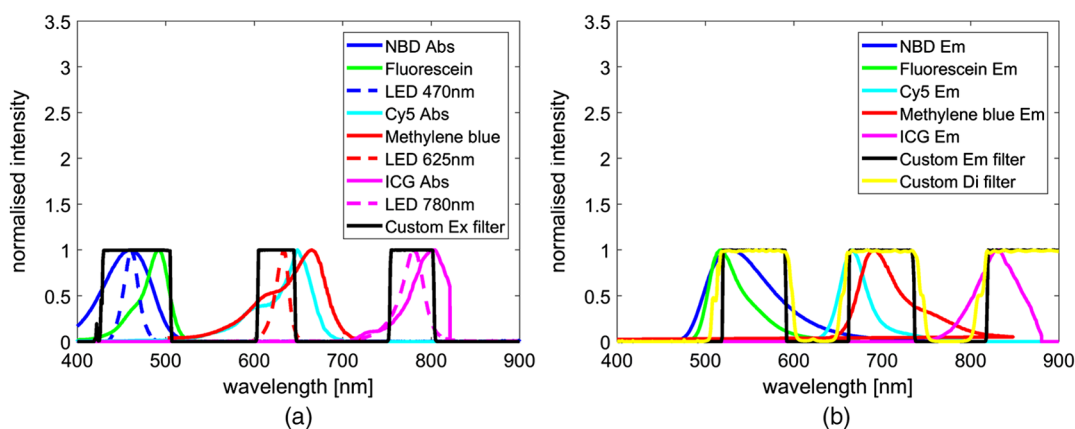 3.5
3
2.5
2
1.5
1
0.5
0
normalised intensity
NBD Abs
Fluorescein
LED 470nm
Cy5 Abs
Methylene blue
LED 625nm
ICG Abs
LED 780nm
Custom Ex filter
400 500 600 700 800 900
wavelength [nm]
(a)
3.5
3
2.5
2
1.5
1
0.5
0
normalised intensity
NBD Em
Fluorescein Em
Cy5 Em
Methylene blue Em
ICG Em
Custom Em filter
Custom Di filter
400 500 600 700 800 900
wavelength [nm]
(b)